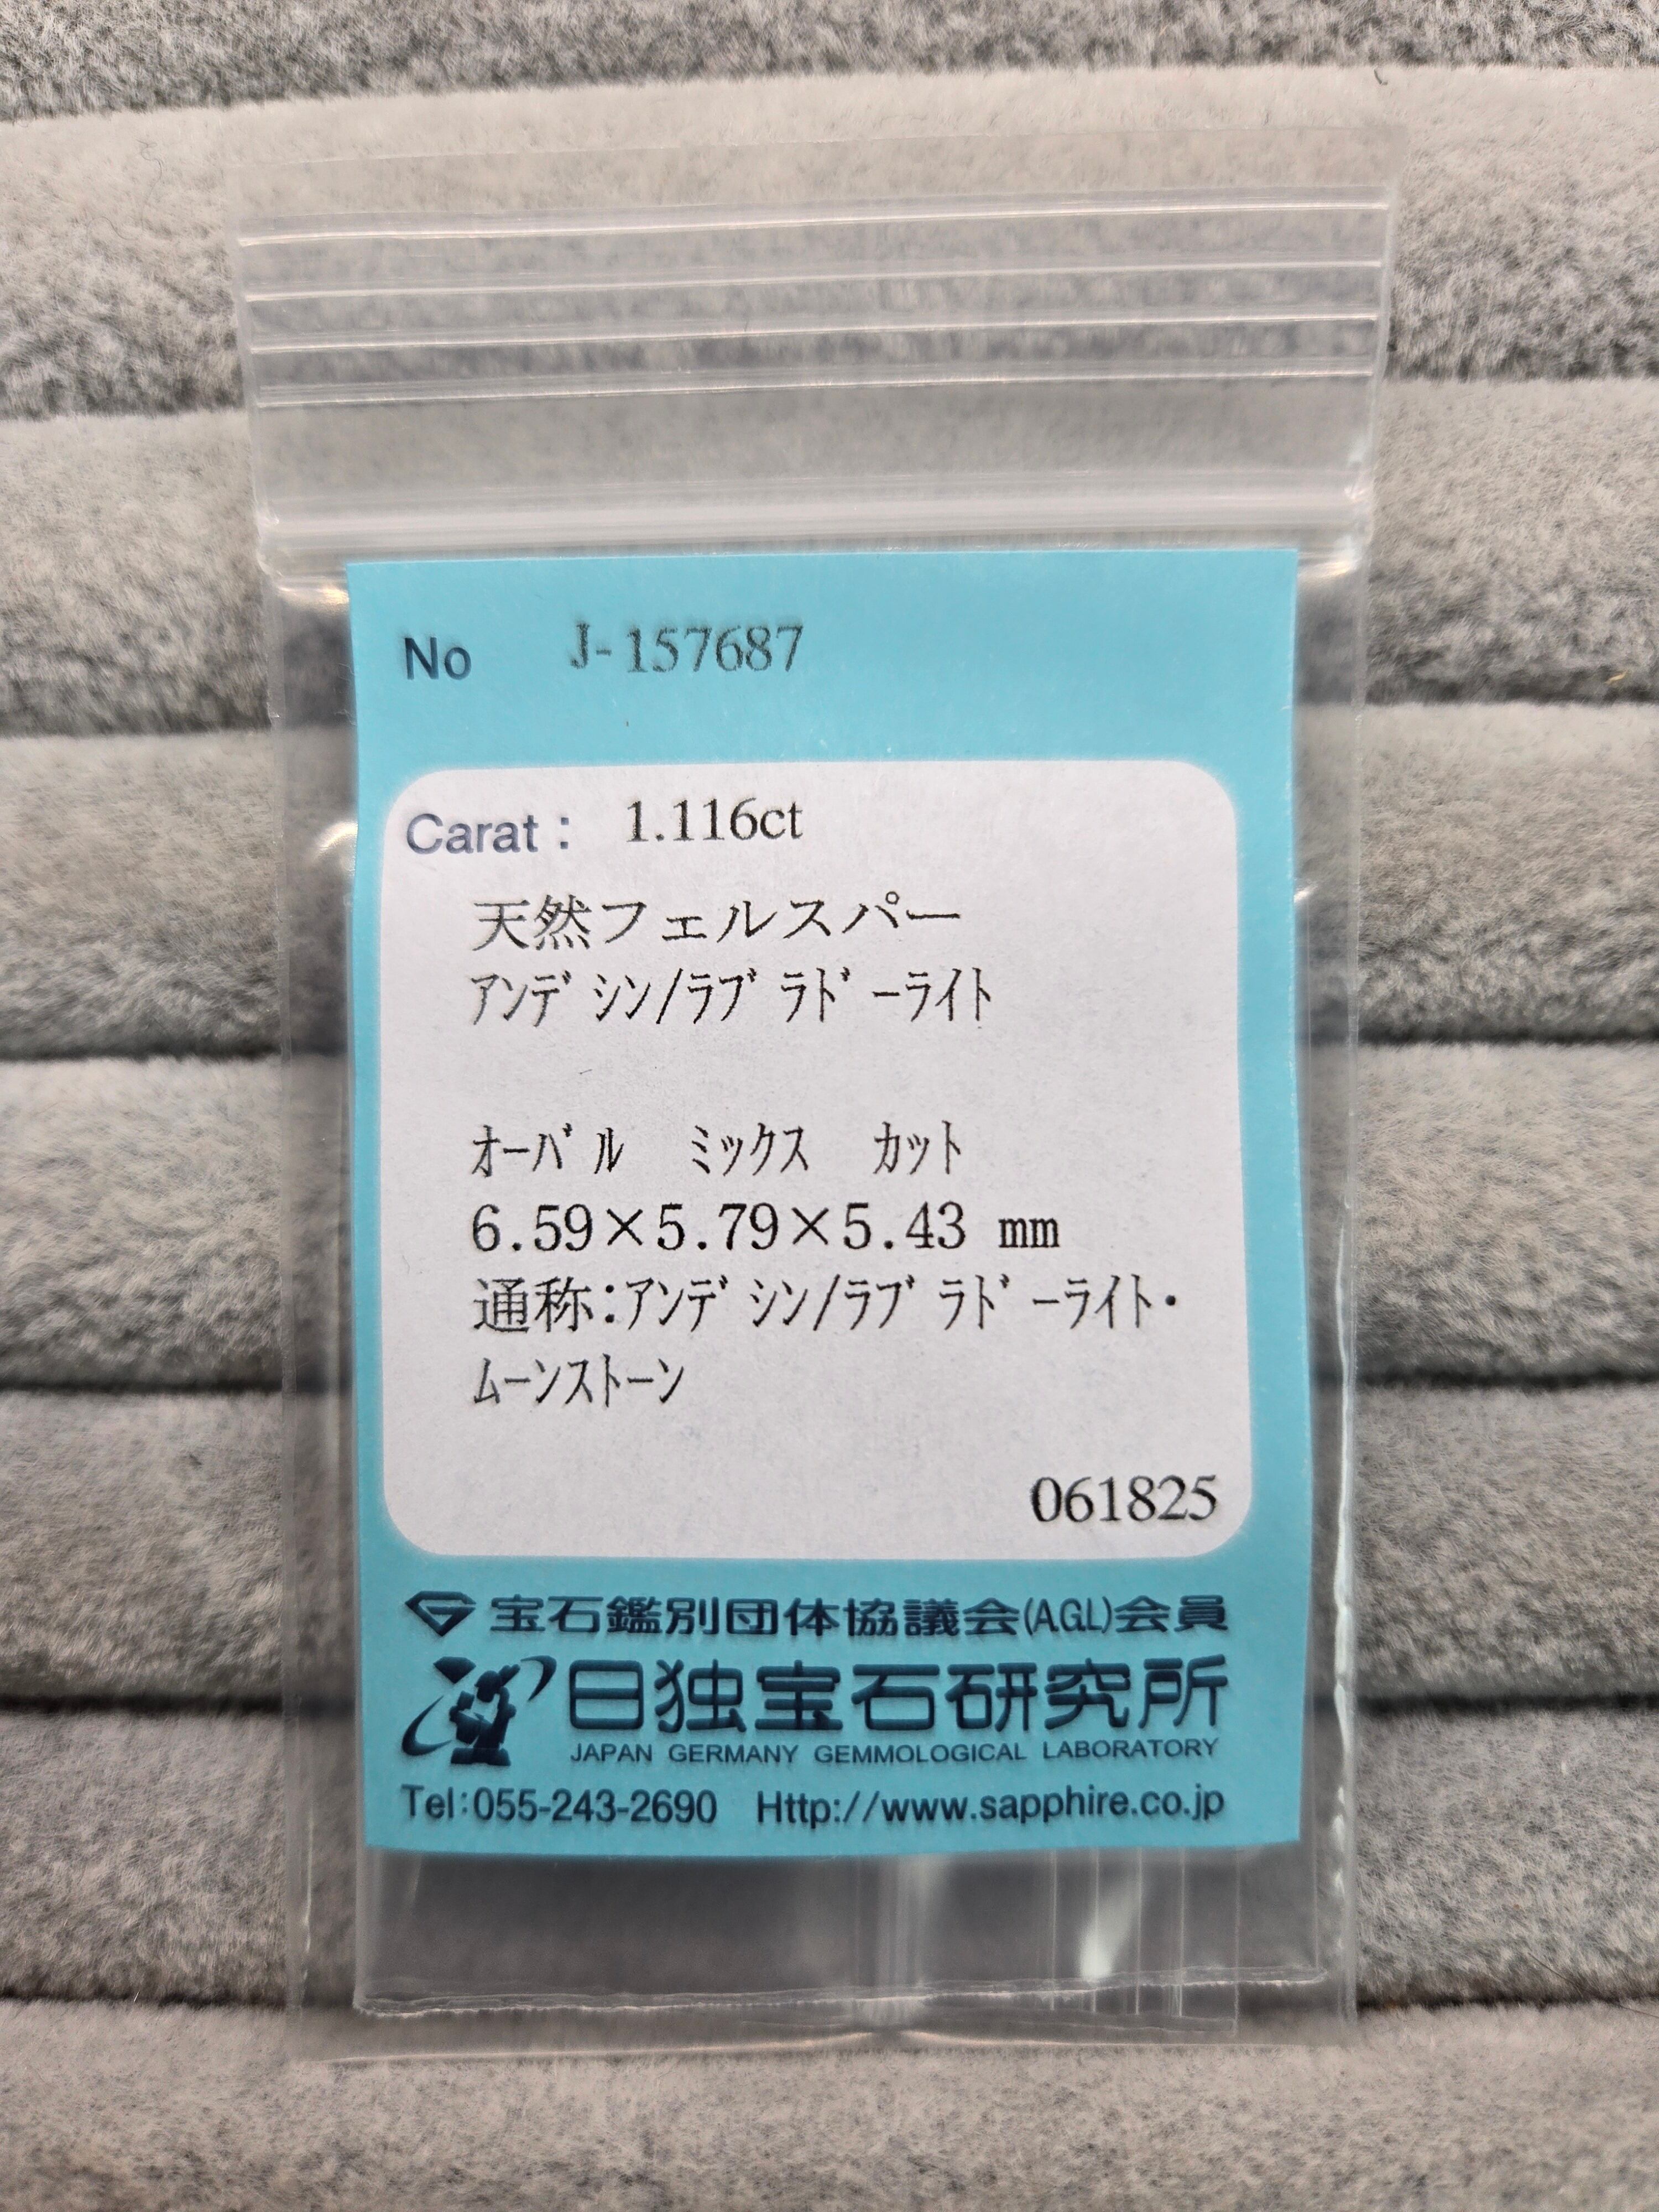 No J-157687
Carat： 1.116ct
天然フェルスパー
ｱﾝﾃﾞｼﾝ/ﾗﾌﾞﾗﾄﾞｰﾗｲﾄ
ｵｰﾊﾞﾙ ﾐｯｸｽ ｶｯﾄ
6.59×5.79×5.43 mm
通称:ｱﾝﾃﾞｼﾝ/ﾗﾌﾞﾗﾄﾞｰﾗｲﾄ･
ﾑｰﾝｽﾄｰﾝ
061825
宝石鑑別団体協議会(AGL)会員
日独宝石研究所
JAPAN GERMANY GEMMOLOGICAL LABORATORY
Tel:055-243-2690 Http://www.sapphire.co.jp